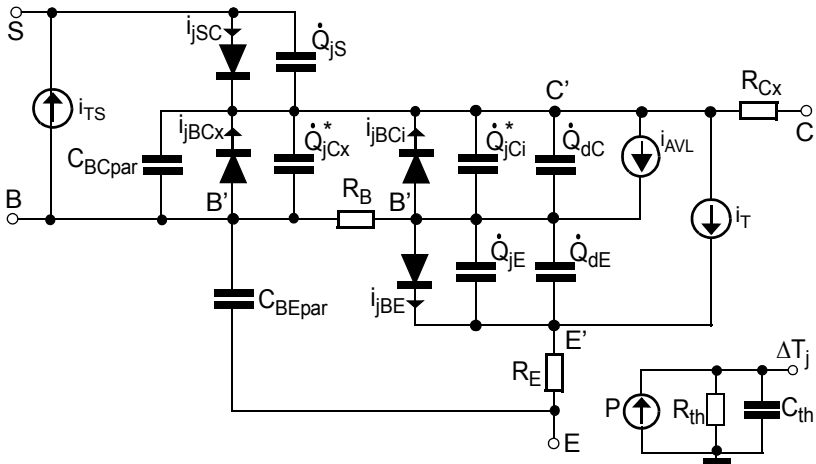 S
i_jSC
Q̇_jS
i_TS
C'
R_Cx
C
i_jBCx
Q̇*_jCx
i_jBCi
Q̇*_jCi
Q̇_dC
i_AVL
C_BCpar
B
B'
R_B
B'
i_T
Q̇_jE
Q̇_dE
C_BEpar
i_jBE
E'
R_E
E
ΔT_j
P
R_th
C_th